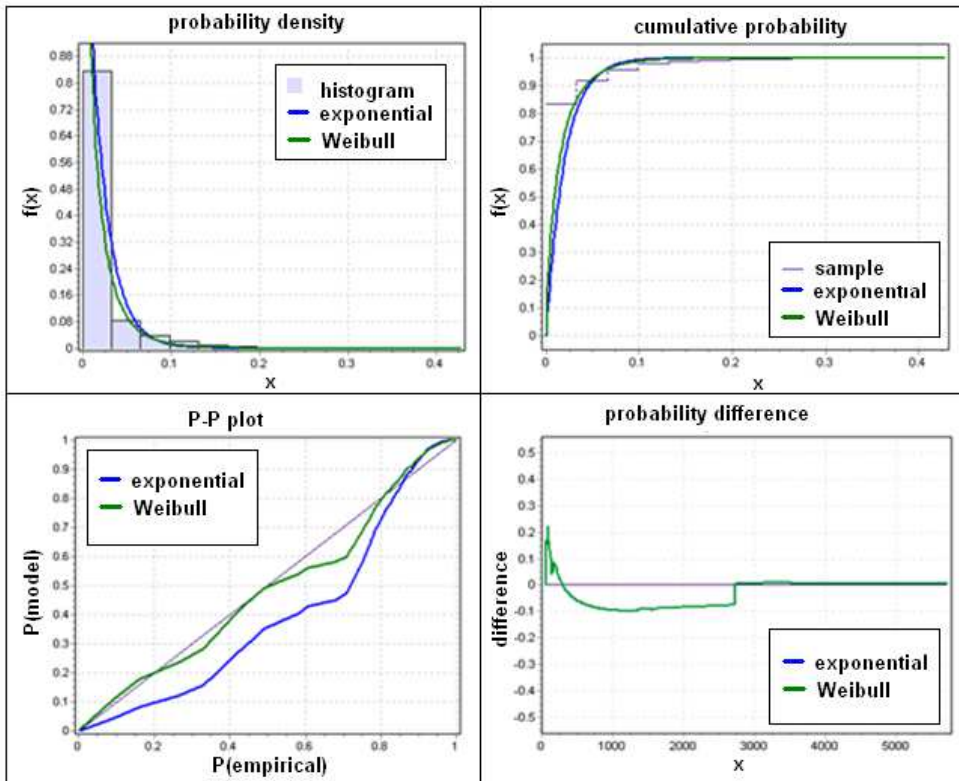 probability density
f(x)
0.88
0.8
0.72
0.64
0.56
0.48
0.4
0.32
0.24
0.16
0.08
0
histogram
exponential
Weibull
0 0.1 0.2 0.3 0.4
x
cumulative probability
f(x)
1
0.9
0.8
0.7
0.6
0.5
0.4
0.3
0.2
0.1
0
sample
exponential
Weibull
0 0.1 0.2 0.3 0.4
x
P-P plot
P(model)
1
0.9
0.8
0.7
0.6
0.5
0.4
0.3
0.2
0.1
0
exponential
Weibull
0 0.2 0.4 0.6 0.8 1
P(empirical)
probability difference
difference
0.5
0.4
0.3
0.2
0.1
0
-0.1
-0.2
-0.3
-0.4
-0.5
exponential
Weibull
0 1000 2000 3000 4000 5000
x